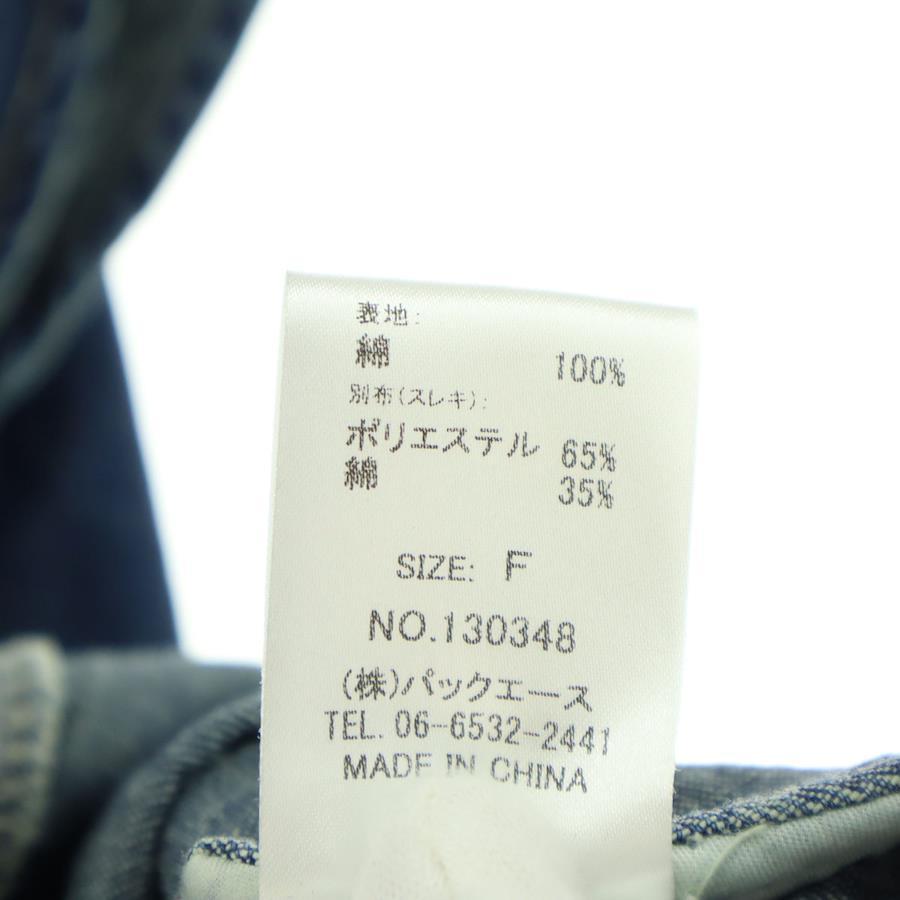 表地:
綿 100%
別布(スレキ):
ポリエステル 65%
綿 35%
SIZE: F
NO.130348
(株)パックエース
TEL. 06-6532-2441
MADE IN CHINA